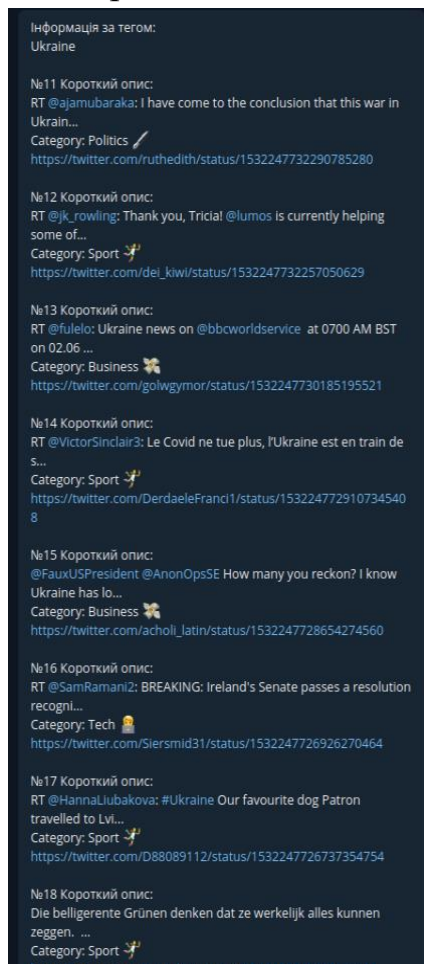 Інформація за тегом:
Ukraine
№11 Короткий опис:
RT @ajamubaraka: I have come to the conclusion that this war in
Ukrain...
Category: Politics
https://twitter.com/ruthedith/status/1532247732290785280
№12 Короткий опис:
RT @jk_rowling: Thank you, Tricia! @lumos is currently helping
some of...
Category: Sport
https://twitter.com/dei_kiwi/status/1532247732257050629
№13 Короткий опис:
RT @fulelo: Ukraine news on @bbcworldservice at 0700 AM BST
on 02.06 ...
Category: Business
https://twitter.com/golwgymor/status/1532247730185195521
№14 Короткий опис:
RT @VictorSinclair3: Le Covid ne tue plus, l'Ukraine est en train de
s...
Category: Sport
https://twitter.com/DerdaeleFranci1/status/153224772910734540
8
№15 Короткий опис:
@FauxUSPresident @AnonOpsSE How many you reckon? I know
Ukraine has lo...
Category: Business
https://twitter.com/acholi_latin/status/1532247728654274560
№16 Короткий опис:
RT @SamRamani2: BREAKING: Ireland's Senate passes a resolution
recogni...
Category: Tech
https://twitter.com/Siersmid31/status/1532247726926270464
№17 Короткий опис:
RT @HannaLiubakova: #Ukraine Our favourite dog Patron
travelled to Lvi...
Category: Sport
https://twitter.com/D88089112/status/1532247726737354754
№18 Короткий опис:
Die belligerente Grünen denken dat ze werkelijk alles kunnen
zeggen. ...
Category: Sport